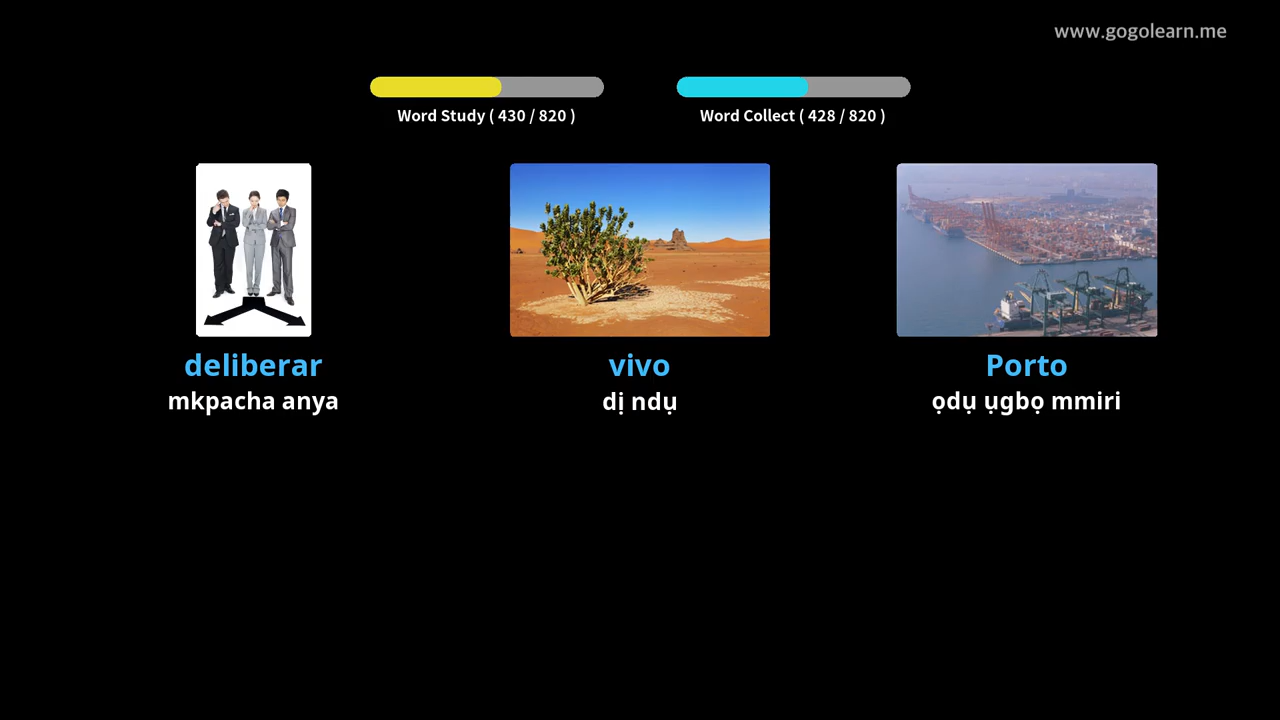 www.gogolearn.me
Word Study ( 430 / 820 )
Word Collect ( 428 / 820 )
deliberar
mkpacha anya
vivo
dị ndụ
Porto
ọdụ ụgbọ mmiri